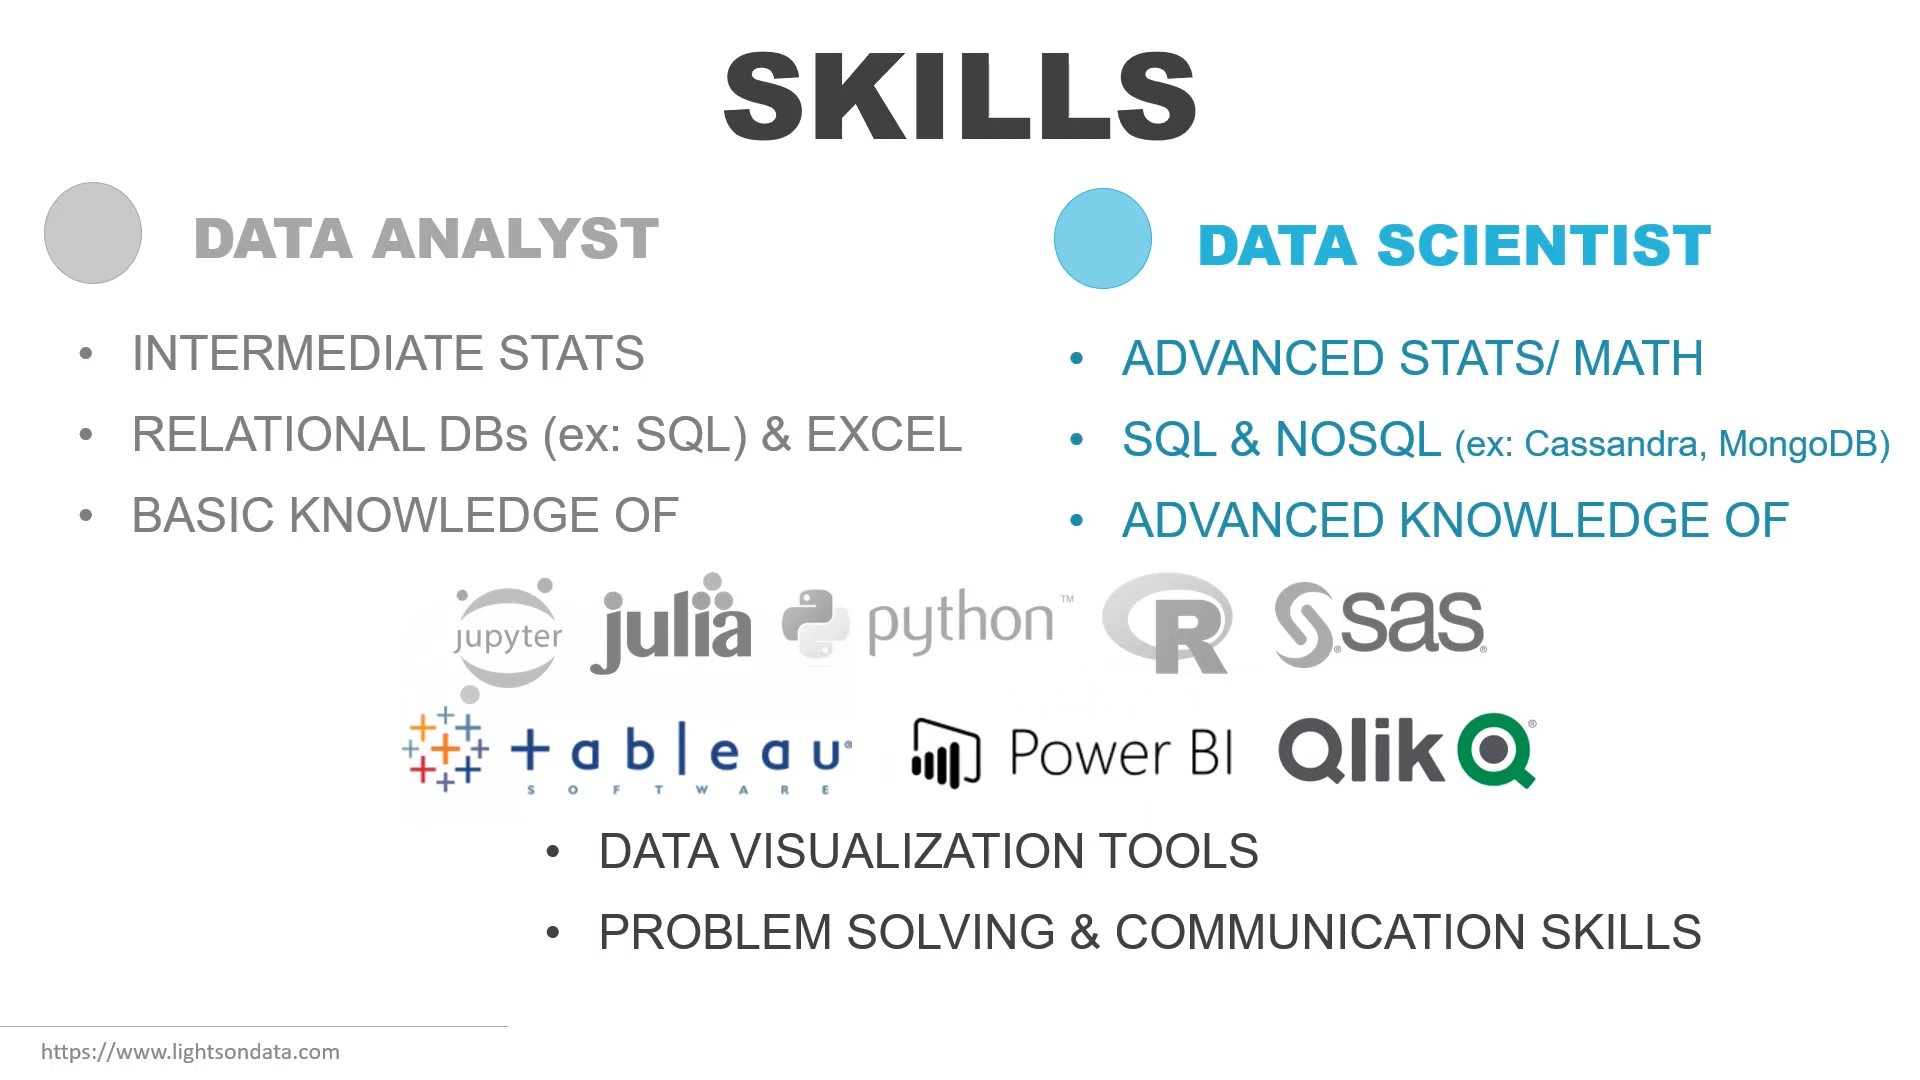 SKILLS
DATA ANALYST
• INTERMEDIATE STATS
• RELATIONAL DBs (ex: SQL) & EXCEL
• BASIC KNOWLEDGE OF
DATA SCIENTIST
• ADVANCED STATS/ MATH
• SQL & NOSQL (ex: Cassandra, MongoDB)
• ADVANCED KNOWLEDGE OF
jupyter julia python™ R sas®
tableau® Power BI Qlik Q®
SOFTWARE
• DATA VISUALIZATION TOOLS
• PROBLEM SOLVING & COMMUNICATION SKILLS
https://www.lightsondata.com